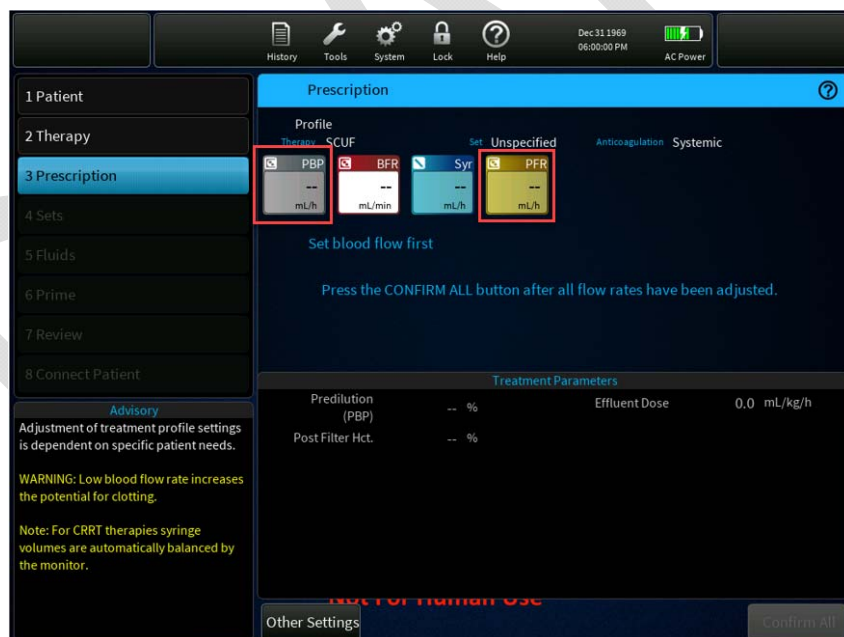 History Tools System Lock Help
Dec 31 1969
06:00:00 PM
AC Power
1 Patient
2 Therapy
3 Prescription
4 Sets
5 Fluids
6 Prime
7 Review
8 Connect Patient
Advisory
Adjustment of treatment profile settings
is dependent on specific patient needs.
WARNING: Low blood flow rate increases
the potential for clotting.
Note: For CRRT therapies syringe
volumes are automatically balanced by
the monitor.
Prescription
Profile
Therapy SCUF Set Unspecified Anticoagulation Systemic
PBP BFR Syr PFR
-- -- -- --
mL/h mL/min mL/h mL/h
Set blood flow first
Press the CONFIRM ALL button after all flow rates have been adjusted.
Treatment Parameters
Predilution
(PBP) -- %
Effluent Dose 0.0 mL/kg/h
Post Filter Hct. -- %
Not For Human Use
Other Settings
Confirm All